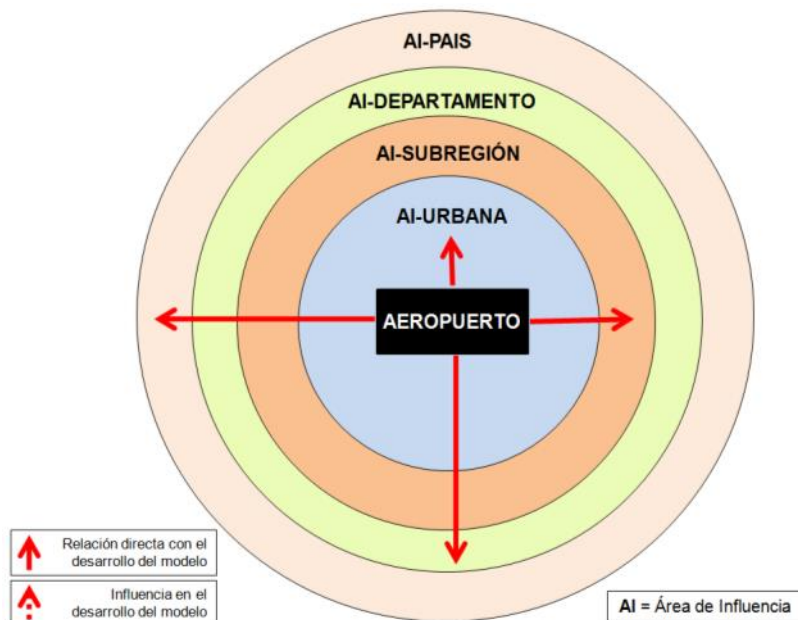 AI-PAIS
AI-DEPARTAMENTO
AI-SUBREGIÓN
AI-URBANA
AEROPUERTO
Relación directa con el
desarrollo del modelo
Influencia en el
desarrollo del modelo
AI = Área de Influencia